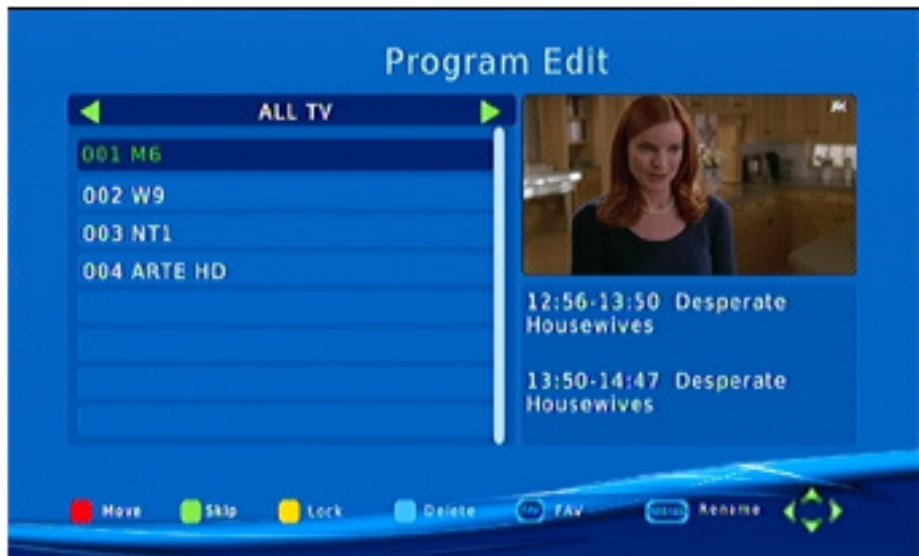 Program Edit
ALL TV
001 M6
002 W9
003 NT1
004 ARTE HD
12:56-13:50 Desperate
Housewives
13:50-14:47 Desperate
Housewives
Move Skip Lock Delete FAV Rename